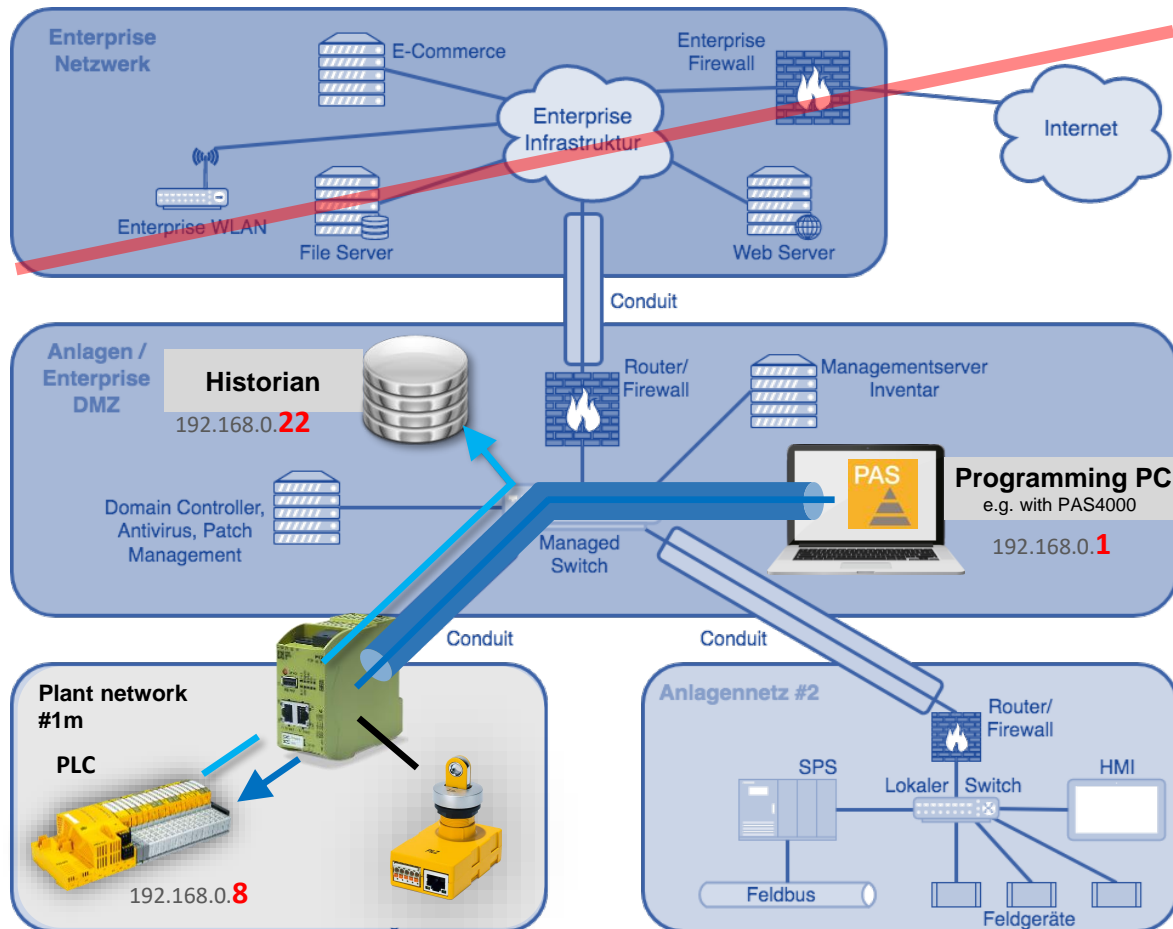 Enterprise
Netzwerk
E-Commerce
Enterprise
Firewall
Enterprise
Infrastruktur
Internet
Enterprise WLAN
File Server
Web Server
Conduit
Anlagen /
Enterprise
DMZ
Historian
192.168.0.22
Router/
Firewall
Managementserver
Inventar
Domain Controller,
Antivirus, Patch
Management
Managed
Switch
PAS
Programming PC
e.g. with PAS4000
192.168.0.1
Conduit
Conduit
Plant network
#1m
PLC
192.168.0.8
Anlagennetz #2
Router/
Firewall
SPS
Lokaler Switch
HMI
Feldbus
Feldgeräte